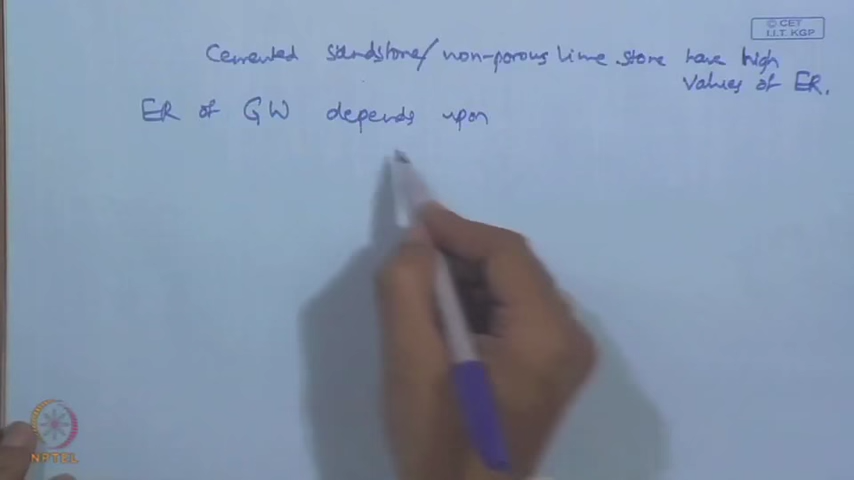 © CET
I.I.T. KGP
Cemented sandstone/non-porous lime stone have high
values of ER.
ER of GW depends upon
NPTEL